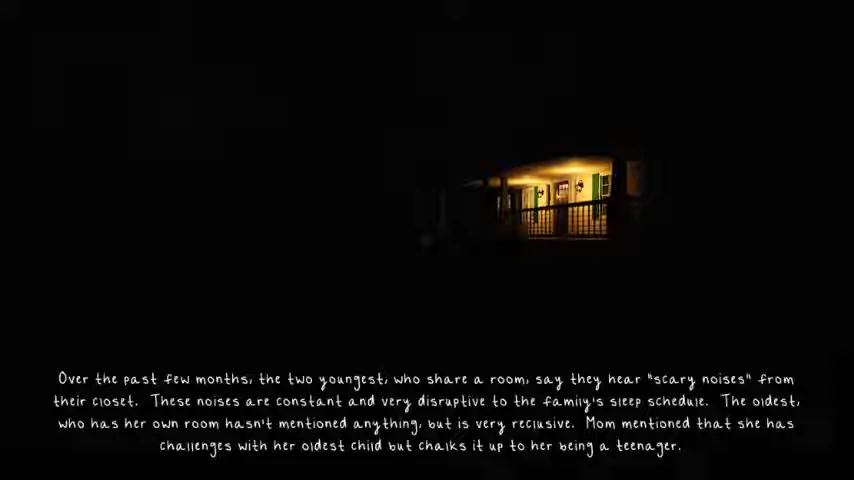 Over the past few months, the two youngest, who share a room, say they hear "scary noises" from
their closet. These noises are constant and very disruptive to the family's sleep schedule. The oldest,
who has her own room hasn't mentioned anything, but is very reclusive. Mom mentioned that she has
challenges with her oldest child but chalks it up to her being a teenager.